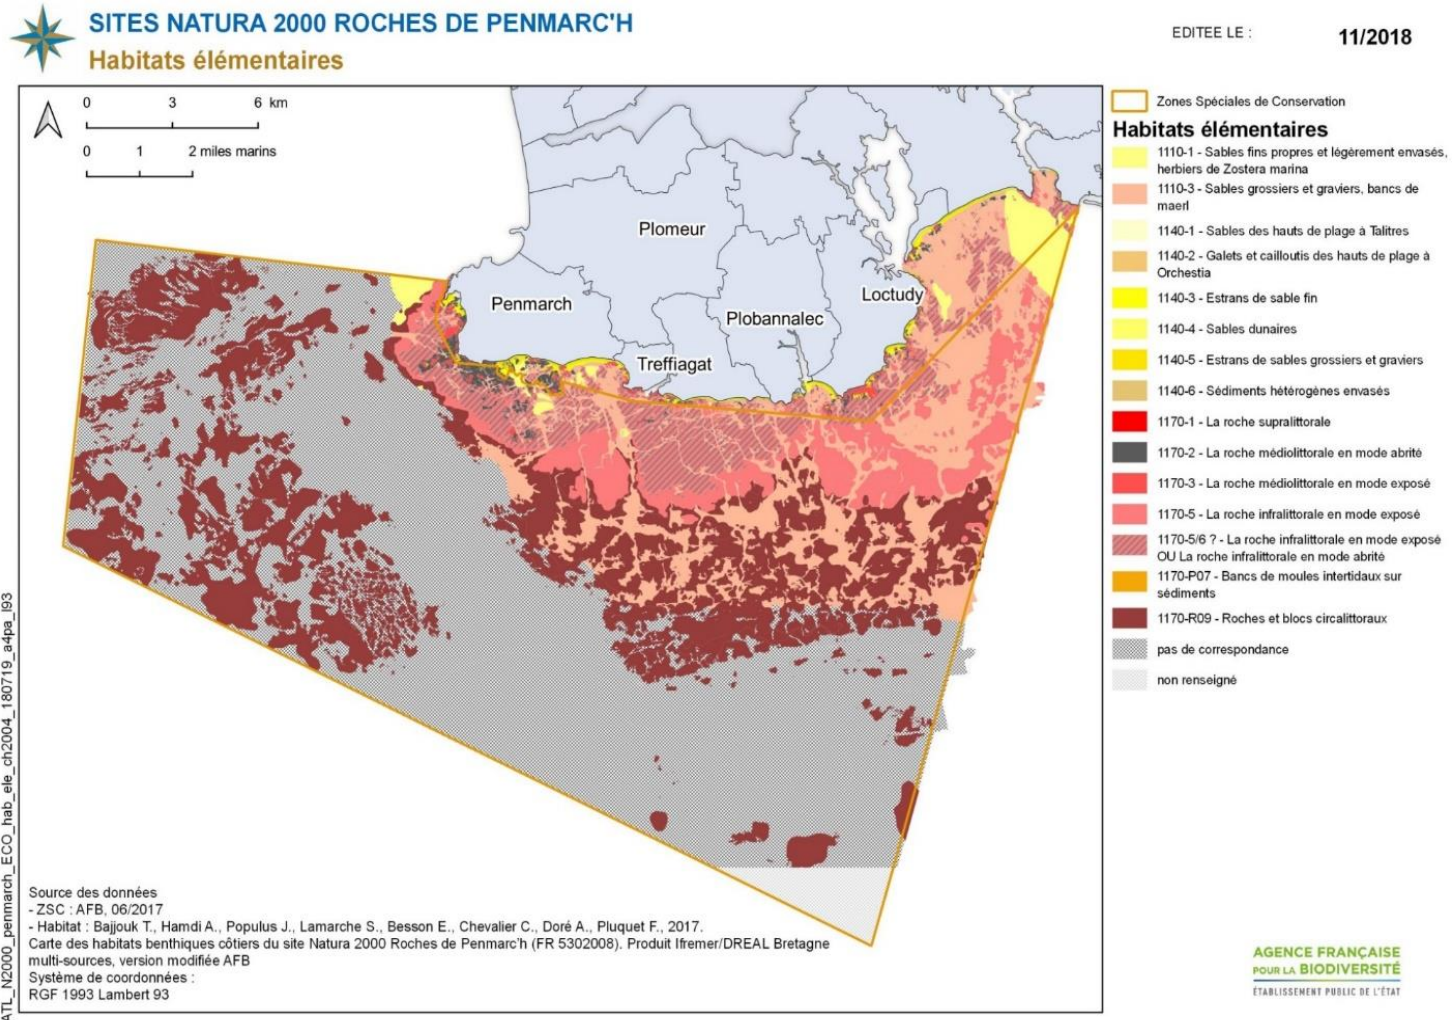 SITES NATURA 2000 ROCHES DE PENMARC'H
Habitats élémentaires
EDITEE LE :
11/2018
0 3 6 km
0 1 2 miles marins
Plomeur
Penmarch
Plobannalec
Loctudy
Treffiagat
Zones Spéciales de Conservation
Habitats élémentaires
1110-1 - Sables fins propres et légèrement envasés,
herbiers de Zostera marina
1110-3 - Sables grossiers et graviers, bancs de
maerl
1140-1 - Sables des hauts de plage à Talitres
1140-2 - Galets et cailloutis des hauts de plage à
Orchestia
1140-3 - Estrans de sable fin
1140-4 - Sables dunaires
1140-5 - Estrans de sables grossiers et graviers
1140-6 - Sédiments hétérogènes envasés
1170-1 - La roche supralittorale
1170-2 - La roche médiolittorale en mode abrité
1170-3 - La roche médiolittorale en mode exposé
1170-5 - La roche infralittorale en mode exposé
1170-5/6 ? - La roche infralittorale en mode exposé
OU La roche infralittorale en mode abrité
1170-P07 - Bancs de moules intertidaux sur
sédiments
1170-R09 - Roches et blocs circalittoraux
pas de correspondance
non renseigné
Source des données
- ZSC : AFB, 06/2017
- Habitat : Bajjouk T., Hamdi A., Populus J., Lamarche S., Besson E., Chevalier C., Doré A., Pluquet F., 2017.
Carte des habitats benthiques côtiers du site Natura 2000 Roches de Penmarc'h (FR 5302008). Produit Ifremer/DREAL Bretagne
multi-sources, version modifiée AFB
Système de coordonnées :
RGF 1993 Lambert 93
ATL_N2000_penmarch_ECO_hab_ele_ch2004_180719_a4pa_l93
AGENCE FRANÇAISE
POUR LA BIODIVERSITÉ
ÉTABLISSEMENT PUBLIC DE L'ÉTAT